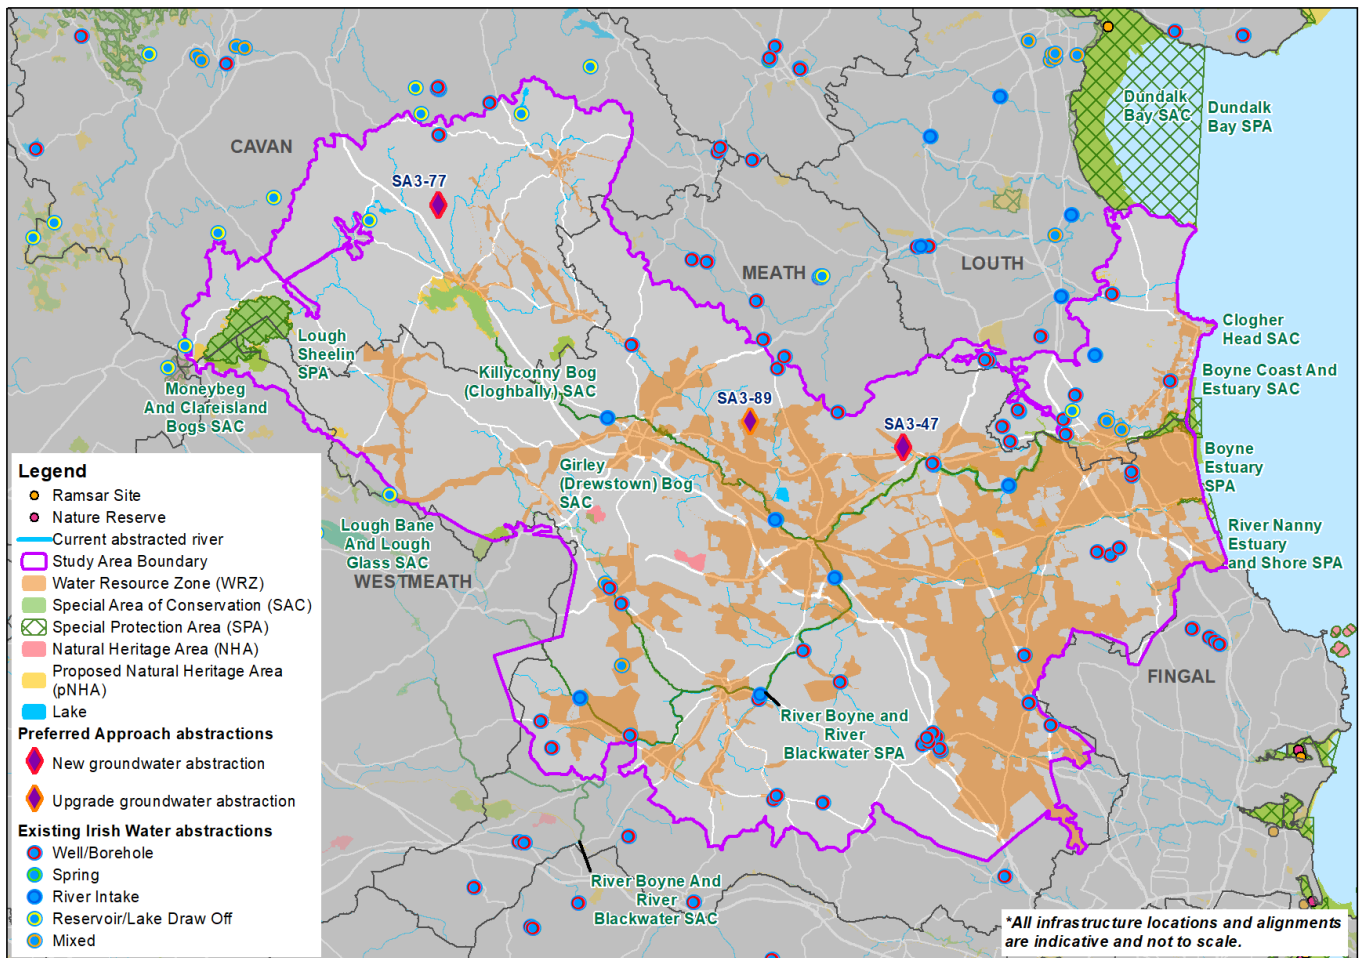 CAVAN
SA3-77
Dundalk
Bay SAC
Dundalk
Bay SPA
MEATH
LOUTH
Lough
Sheelin
SPA
Moneybeg
And Clareisland
Bogs SAC
Killyconny Bog
(Cloghbally) SAC
SA3-89
SA3-47
Clogher
Head SAC
Boyne Coast And
Estuary SAC
Boyne
Estuary
SPA
River Nanny
Estuary
and Shore SPA
Girley
(Drewstown) Bog
SAC
Lough Bane
And Lough
Glass SAC
WESTMEATH
FINGAL
River Boyne and
River
Blackwater SPA
River Boyne And
River
Blackwater SAC
Legend
Ramsar Site
Nature Reserve
Current abstracted river
Study Area Boundary
Water Resource Zone (WRZ)
Special Area of Conservation (SAC)
Special Protection Area (SPA)
Natural Heritage Area (NHA)
Proposed Natural Heritage Area
(pNHA)
Lake
Preferred Approach abstractions
New groundwater abstraction
Upgrade groundwater abstraction
Existing Irish Water abstractions
Well/Borehole
Spring
River Intake
Reservoir/Lake Draw Off
Mixed
*All infrastructure locations and alignments
are indicative and not to scale.